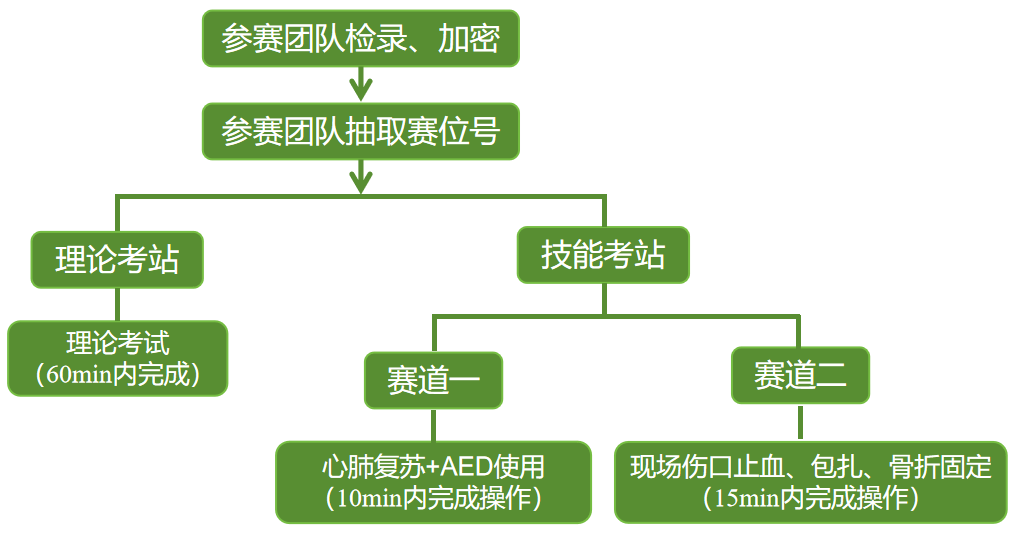 参赛团队检录、加密
参赛团队抽取赛位号
理论考站
技能考站
理论考试
（60min内完成）
赛道一
赛道二
心肺复苏+AED使用
（10min内完成操作）
现场伤口止血、包扎、骨折固定
（15min内完成操作）